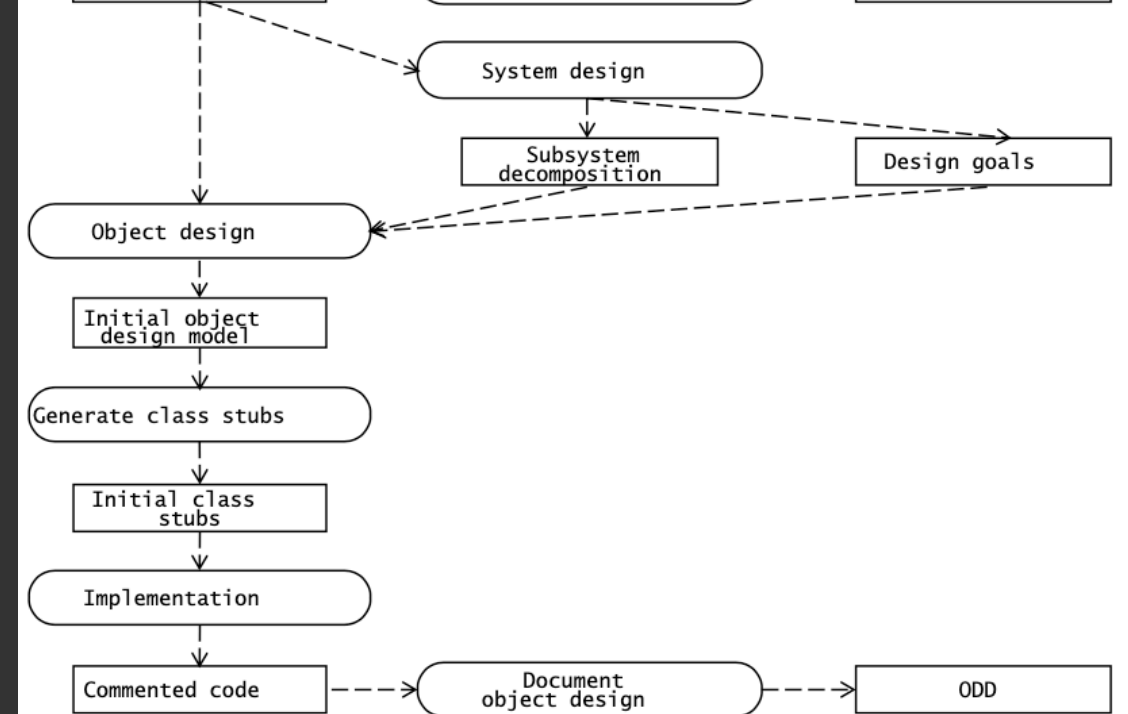 System design
Subsystem
decomposition
Design goals
Object design
Initial object
design model
Generate class stubs
Initial class
stubs
Implementation
Commented code
Document
object design
ODD